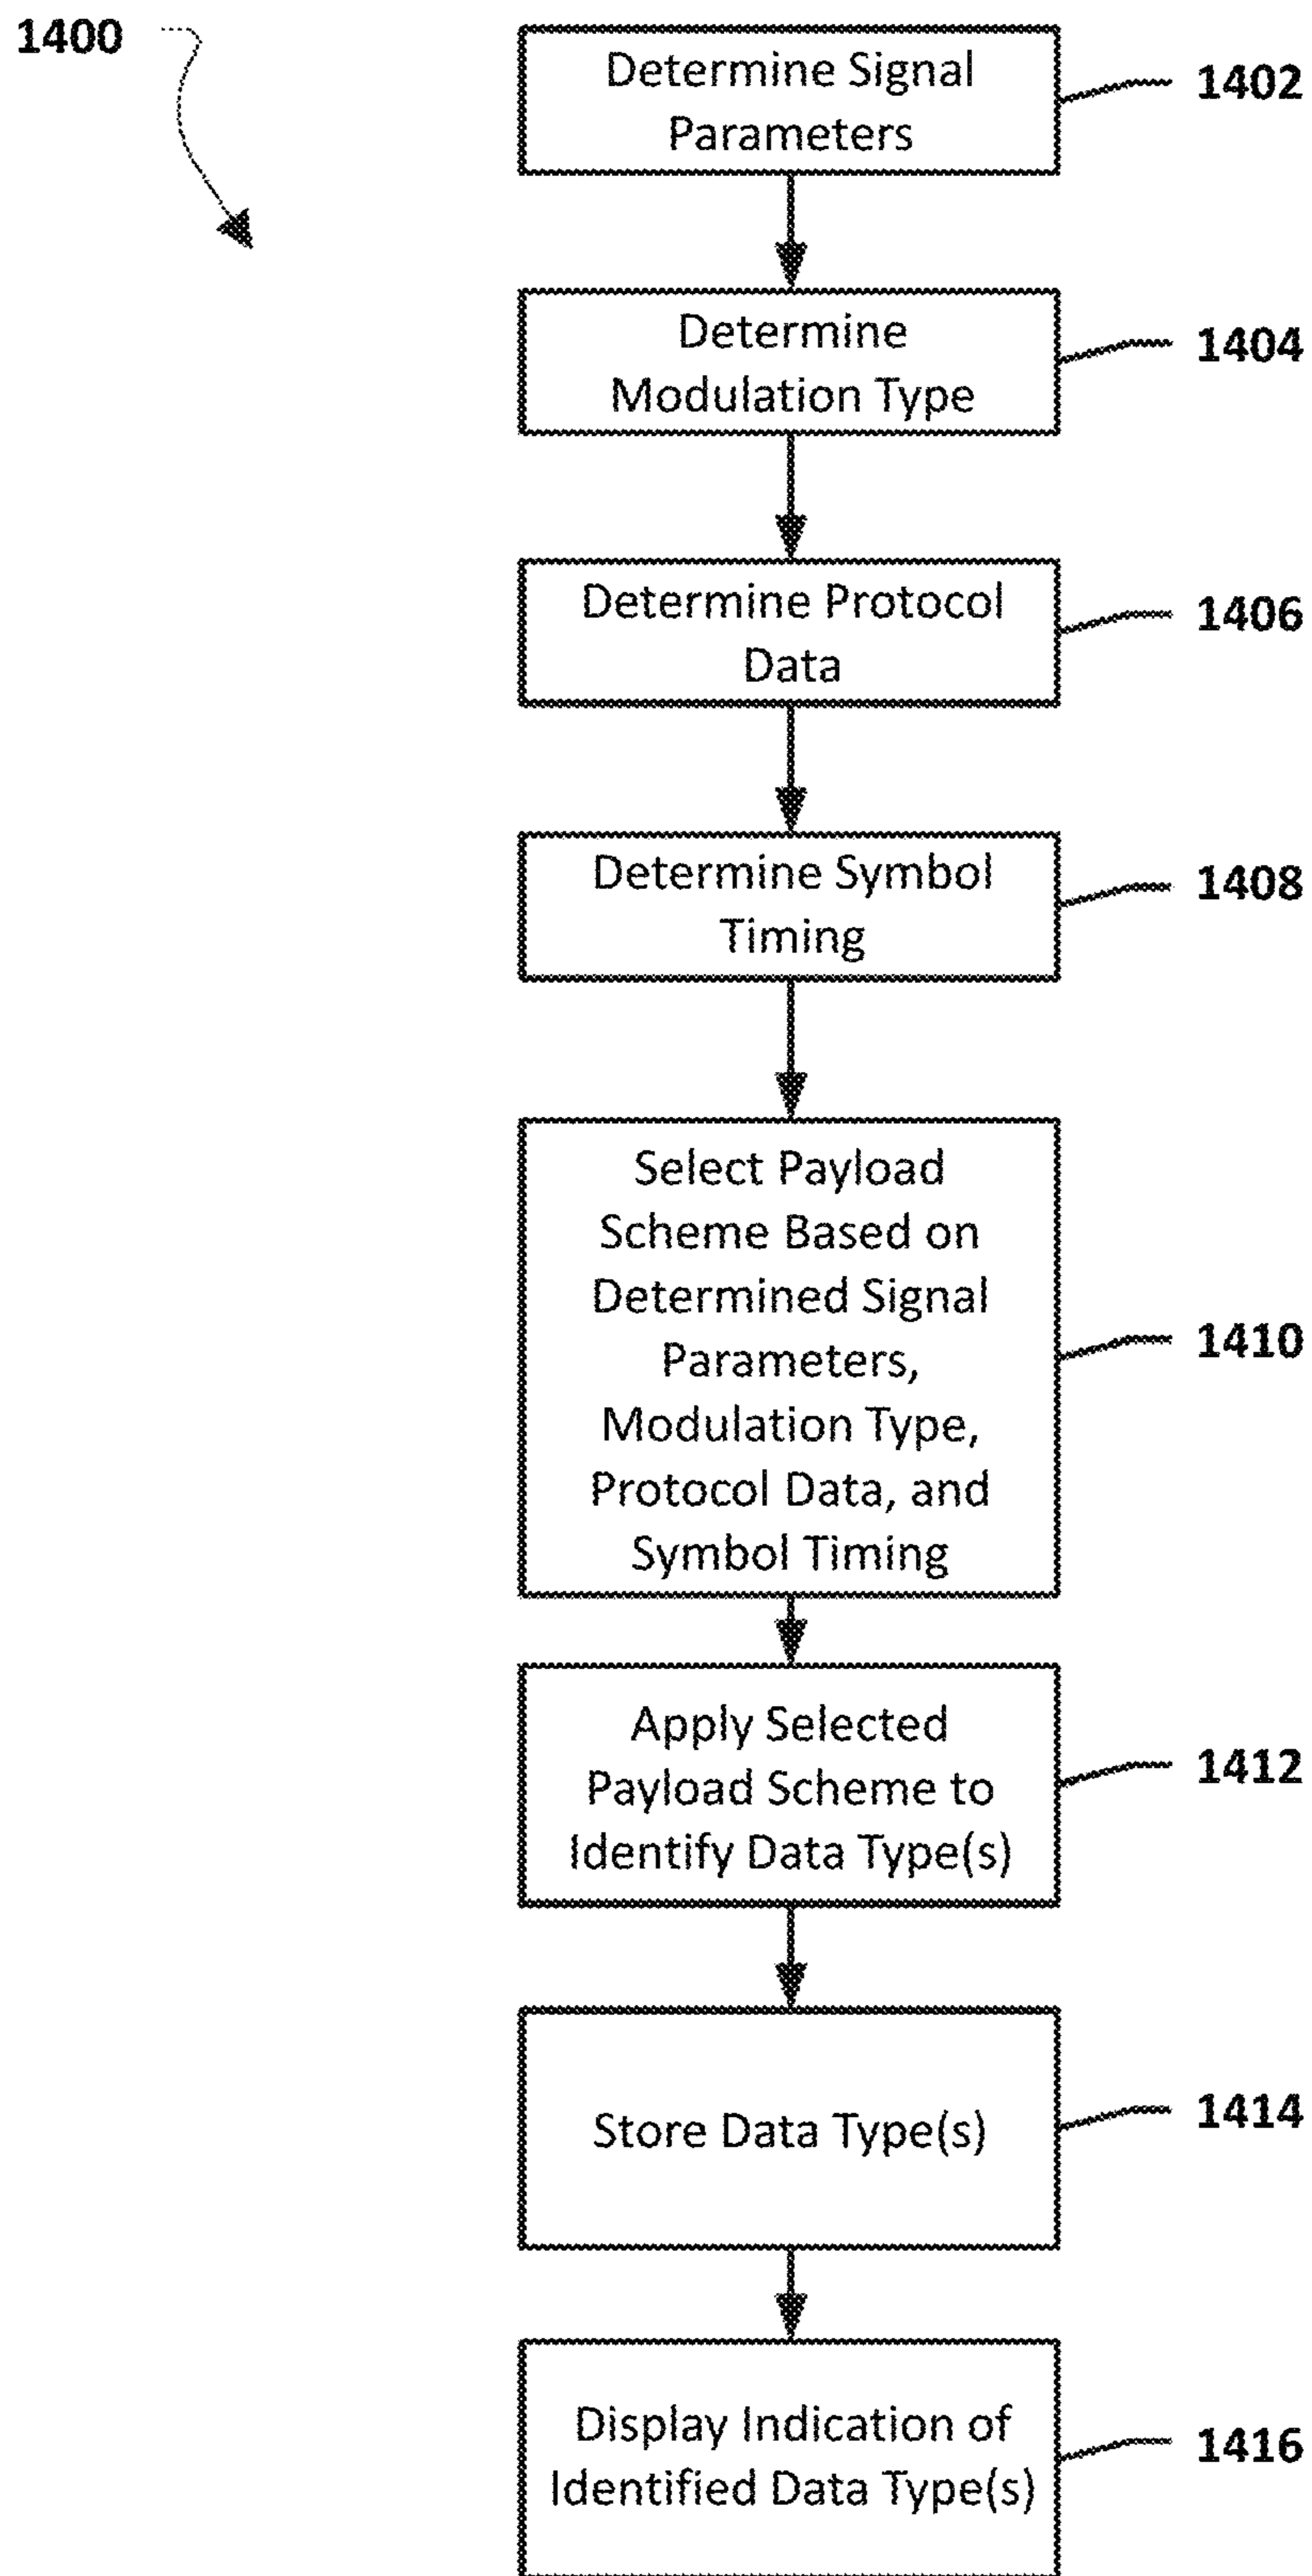 1400
Determine Signal
Parameters
1402
Determine
Modulation Type
1404
Determine Protocol
Data
1406
Determine Symbol
Timing
1408
Select Payload
Scheme Based on
Determined Signal
Parameters,
Modulation Type,
Protocol Data, and
Symbol Timing
1410
Apply Selected
Payload Scheme to
Identify Data Type(s)
1412
Store Data Type(s)
1414
Display Indication of
Identified Data Type(s)
1416